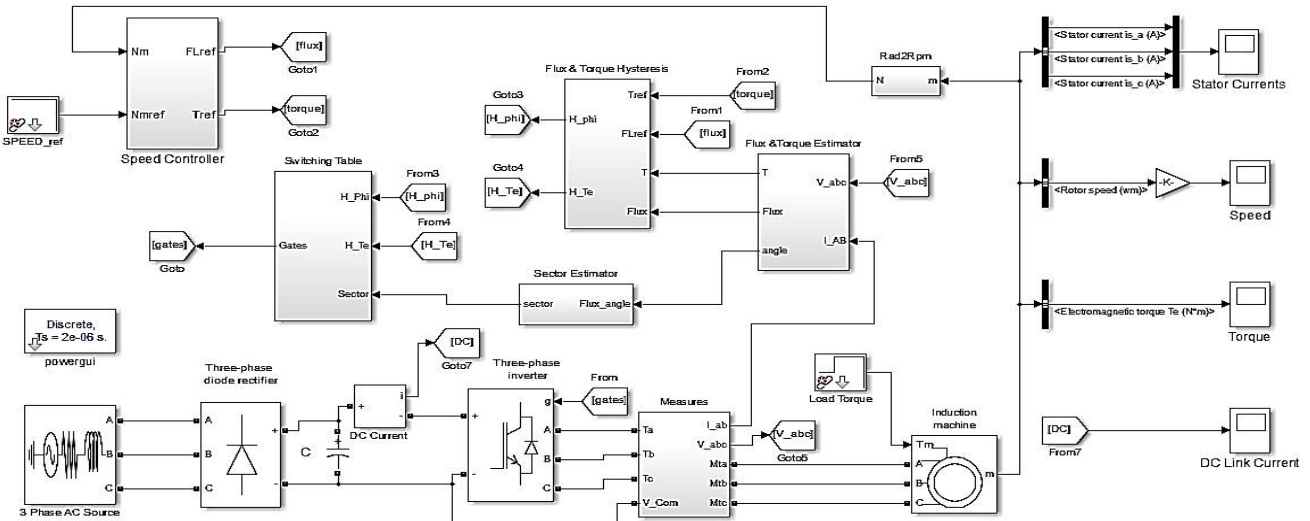 Nm
FLref
Nmref
Tref
Speed Controller
SPEED_ref
[flux]
Goto1
[torque]
Goto2
Flux & Torque Hysteresis
Tref
FLref
T
Flux
H_phi
H_Te
Goto3
[H_phi]
Goto4
[H_Te]
From2
[torque]
From1
[flux]
Rad2Rpm
N
m
<Stator current is_a (A)>
<Stator current is_b (A)>
<Stator current is_c (A)>
Stator Currents
Switching Table
H_Phi
H_Te
Sector
Gates
From3
[H_phi]
From4
[H_Te]
[gates]
Goto
Flux &Torque Estimator
T
V_abc
Flux
I_AB
angle
From5
[V_abc]
<Rotor speed (wm)>
-K-
Speed
Sector Estimator
sector
Flux_angle
<Electromagnetic torque Te (N*m)>
Torque
Discrete,
Ts = 2e-06 s.
powergui
Three-phase
diode rectifier
A
B
C
A
B
C
+
-
3 Phase AC Source
C
+
+
i
-
DC Current
[DC]
Goto7
Three-phase
inverter
g
+
-
A
B
C
From
[gates]
Measures
Ta
Tb
Tc
V_Com
I_ab
V_abc
Mta
Mtb
Mtc
[V_abc]
Goto5
Load Torque
Induction
machine
Tm
A
B
C
m
[DC]
From7
DC Link Current